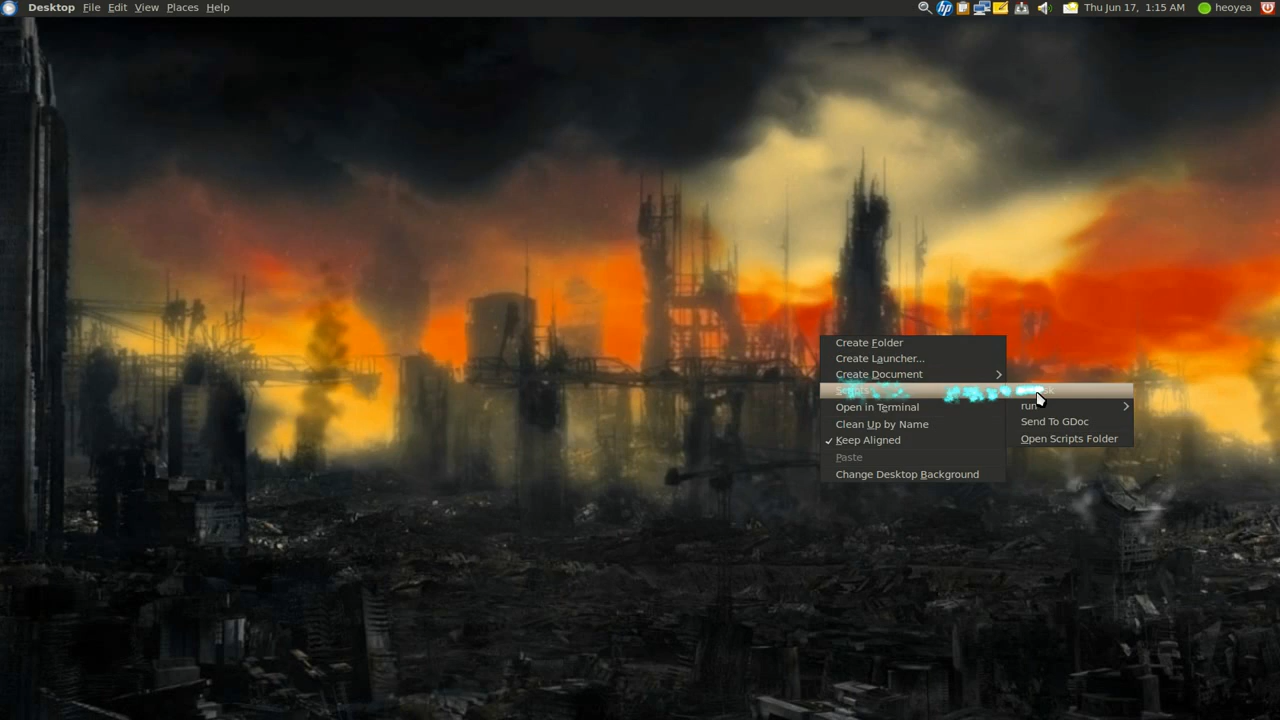 Desktop File Edit View Places Help
hp
Thu Jun 17, 1:15 AM heoyea
Create Folder
Create Launcher...
Create Document
Scripts
Open in Terminal
Clean Up by Name
Keep Aligned
Paste
Change Desktop Background
run
Send To GDoc
Open Scripts Folder